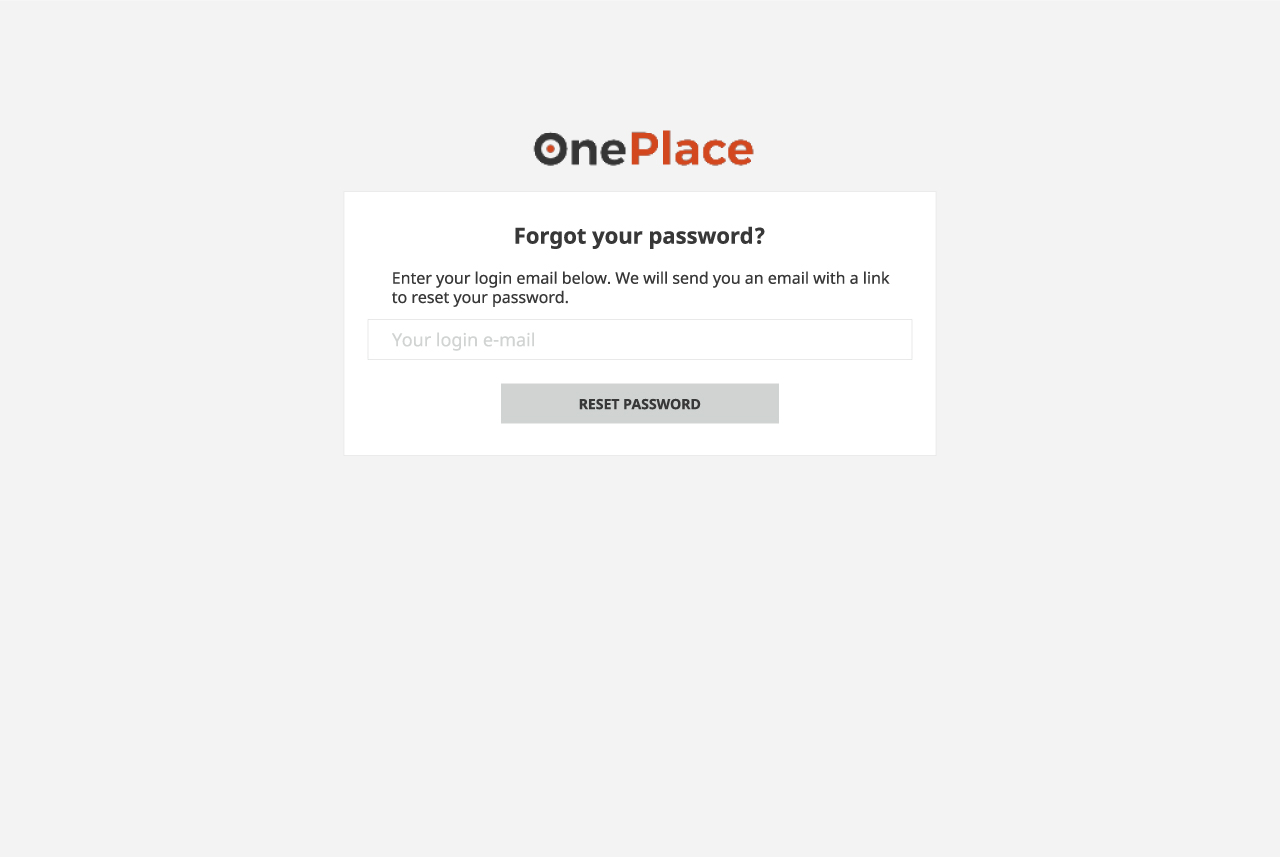 OnePlace
Forgot your password?
Enter your login email below. We will send you an email with a link
to reset your password.
Your login e-mail
RESET PASSWORD